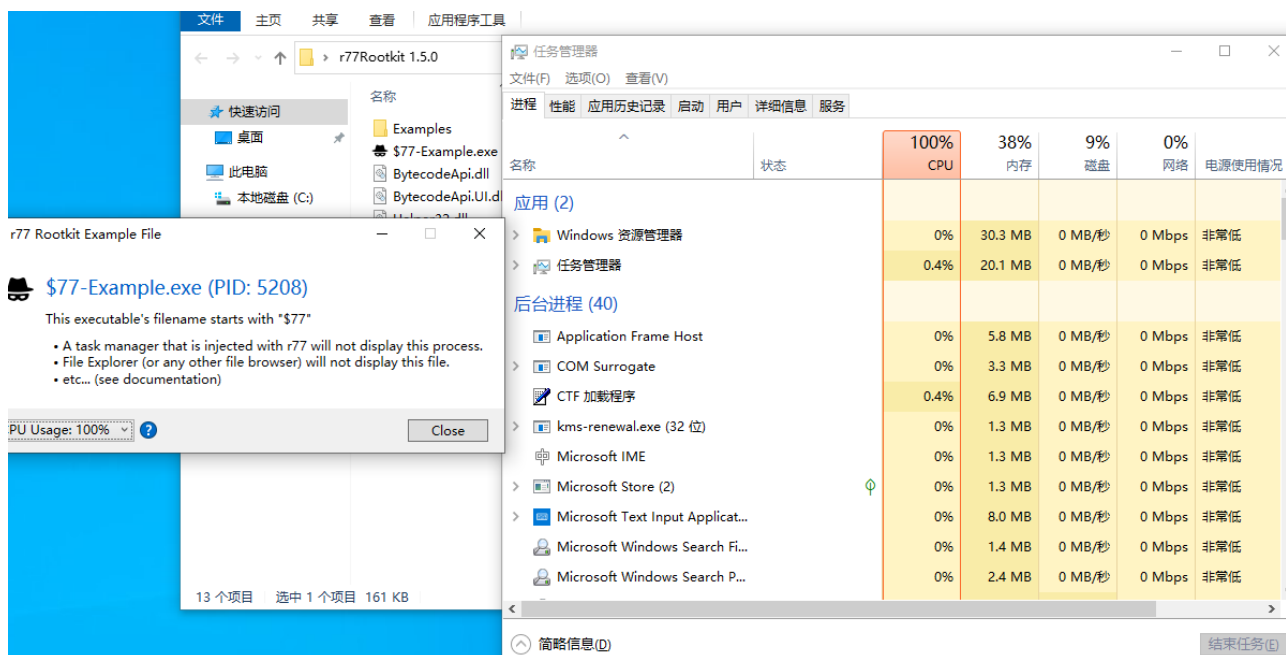 文件 主页 共享 查看 应用程序工具
r77Rootkit 1.5.0
名称
快速访问
桌面
此电脑
本地磁盘 (C:)
Examples
$77-Example.exe
BytecodeApi.dll
BytecodeApi.UI.d
r77 Rootkit Example File
$77-Example.exe (PID: 5208)
This executable's filename starts with "$77"
• A task manager that is injected with r77 will not display this process.
• File Explorer (or any other file browser) will not display this file.
• etc... (see documentation)
CPU Usage: 100%
Close
13 个项目 选中 1 个项目 161 KB
任务管理器
文件(F) 选项(O) 查看(V)
进程 性能 应用历史记录 启动 用户 详细信息 服务
100% 38% 9% 0%
名称 状态 CPU 内存 磁盘 网络 电源使用情况
应用 (2)
Windows 资源管理器 0% 30.3 MB 0 MB/秒 0 Mbps 非常低
任务管理器 0.4% 20.1 MB 0 MB/秒 0 Mbps 非常低
后台进程 (40)
Application Frame Host 0% 5.8 MB 0 MB/秒 0 Mbps 非常低
COM Surrogate 0% 3.3 MB 0 MB/秒 0 Mbps 非常低
CTF 加载程序 0.4% 6.9 MB 0 MB/秒 0 Mbps 非常低
kms-renewal.exe (32 位) 0% 1.3 MB 0 MB/秒 0 Mbps 非常低
Microsoft IME 0% 1.3 MB 0 MB/秒 0 Mbps 非常低
Microsoft Store (2) 0% 1.3 MB 0 MB/秒 0 Mbps 非常低
Microsoft Text Input Applicat... 0% 8.0 MB 0 MB/秒 0 Mbps 非常低
Microsoft Windows Search Fi... 0% 1.4 MB 0 MB/秒 0 Mbps 非常低
Microsoft Windows Search P... 0% 2.4 MB 0 MB/秒 0 Mbps 非常低
简略信息(D)
结束任务(E)